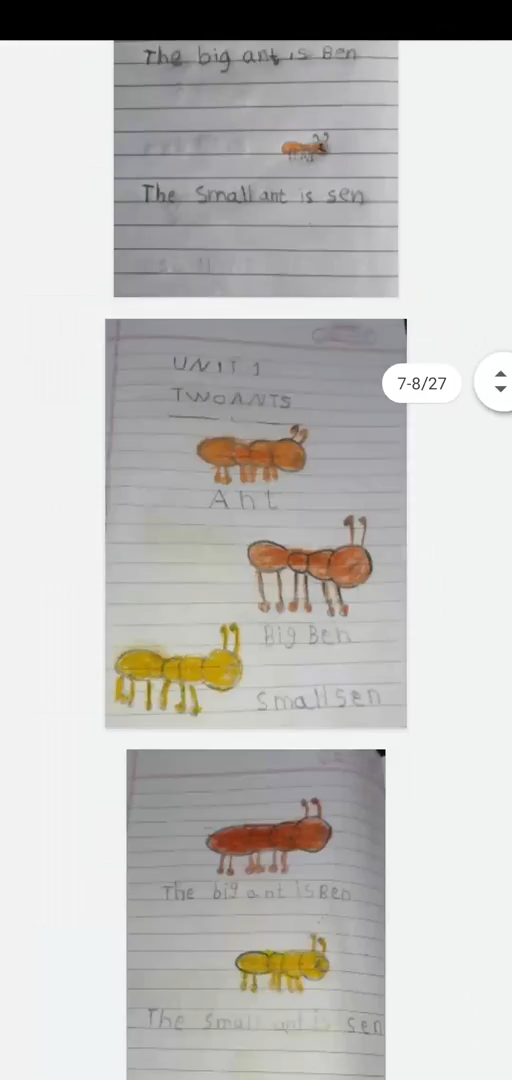 The big ant is Ben
The small ant is sen
UNIT 1
TWO ANTS
Ant
Big Ben
Small sen
7-8/27
The big ant is Ben
The Small ant is sen